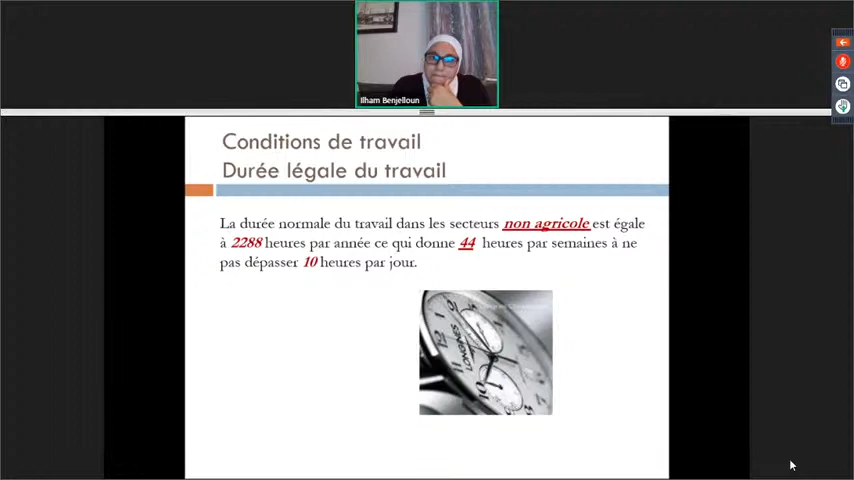 Ilham Benjelloun
Conditions de travail
Durée légale du travail
La durée normale du travail dans les secteurs non agricole est égale
à 2288 heures par année ce qui donne 44 heures par semaines à ne
pas dépasser 10 heures par jour.
LONGINES